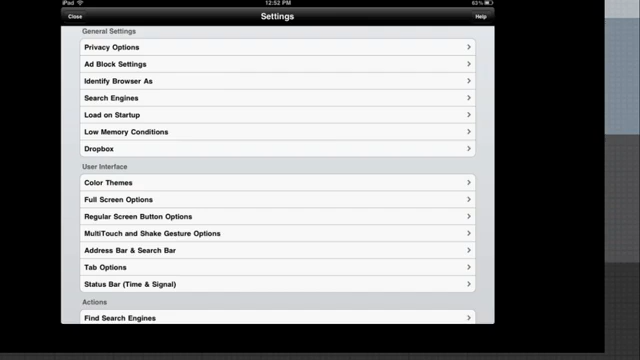 iPad 12:52 PM 63%
Close Settings Help
General Settings
Privacy Options
Ad Block Settings
Identify Browser As
Search Engines
Load on Startup
Low Memory Conditions
Dropbox
User Interface
Color Themes
Full Screen Options
Regular Screen Button Options
MultiTouch and Shake Gesture Options
Address Bar & Search Bar
Tab Options
Status Bar (Time & Signal)
Actions
Find Search Engines